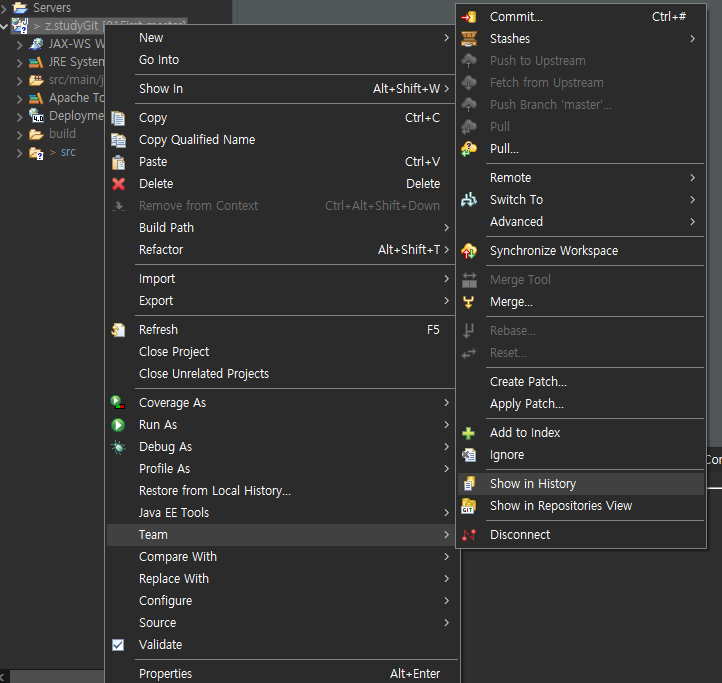 Servers
> z.studyGit [01First master]
JAX-WS W
JRE System
src/main/j
Apache To
Deployme
build
> src
New
Go Into
Show In Alt+Shift+W
Copy Ctrl+C
Copy Qualified Name
Paste Ctrl+V
Delete Delete
Remove from Context Ctrl+Alt+Shift+Down
Build Path
Refactor Alt+Shift+T
Import
Export
Refresh F5
Close Project
Close Unrelated Projects
Coverage As
Run As
Debug As
Profile As
Restore from Local History...
Java EE Tools
Team
Compare With
Replace With
Configure
Source
Validate
Properties Alt+Enter
Commit... Ctrl+#
Stashes
Push to Upstream
Fetch from Upstream
Push Branch 'master'...
Pull
Pull...
Remote
Switch To
Advanced
Synchronize Workspace
Merge Tool
Merge...
Rebase...
Reset...
Create Patch...
Apply Patch...
Add to Index
Ignore
Show in History
Show in Repositories View
Disconnect
Cor